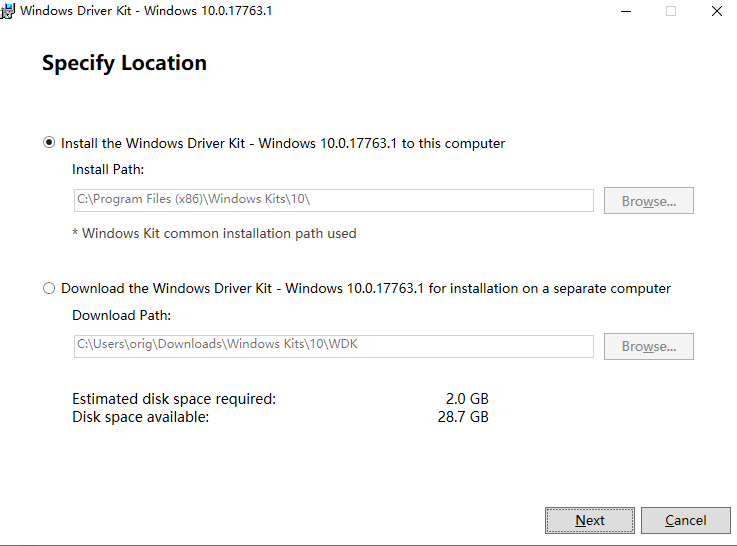 Windows Driver Kit - Windows 10.0.17763.1
Specify Location
Install the Windows Driver Kit - Windows 10.0.17763.1 to this computer
Install Path:
C:\Program Files (x86)\Windows Kits\10\
Browse...
* Windows Kit common installation path used
Download the Windows Driver Kit - Windows 10.0.17763.1 for installation on a separate computer
Download Path:
C:\Users\orig\Downloads\Windows Kits\10\WDK
Browse...
Estimated disk space required: 2.0 GB
Disk space available: 28.7 GB
Next Cancel